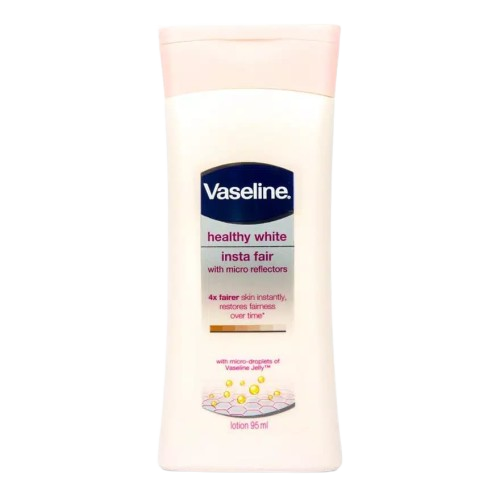 Vaseline.
healthy white
insta fair
with micro reflectors
4x fairer skin instantly,
restores fairness
over time*
with micro-droplets of
Vaseline Jelly™
lotion 95 ml